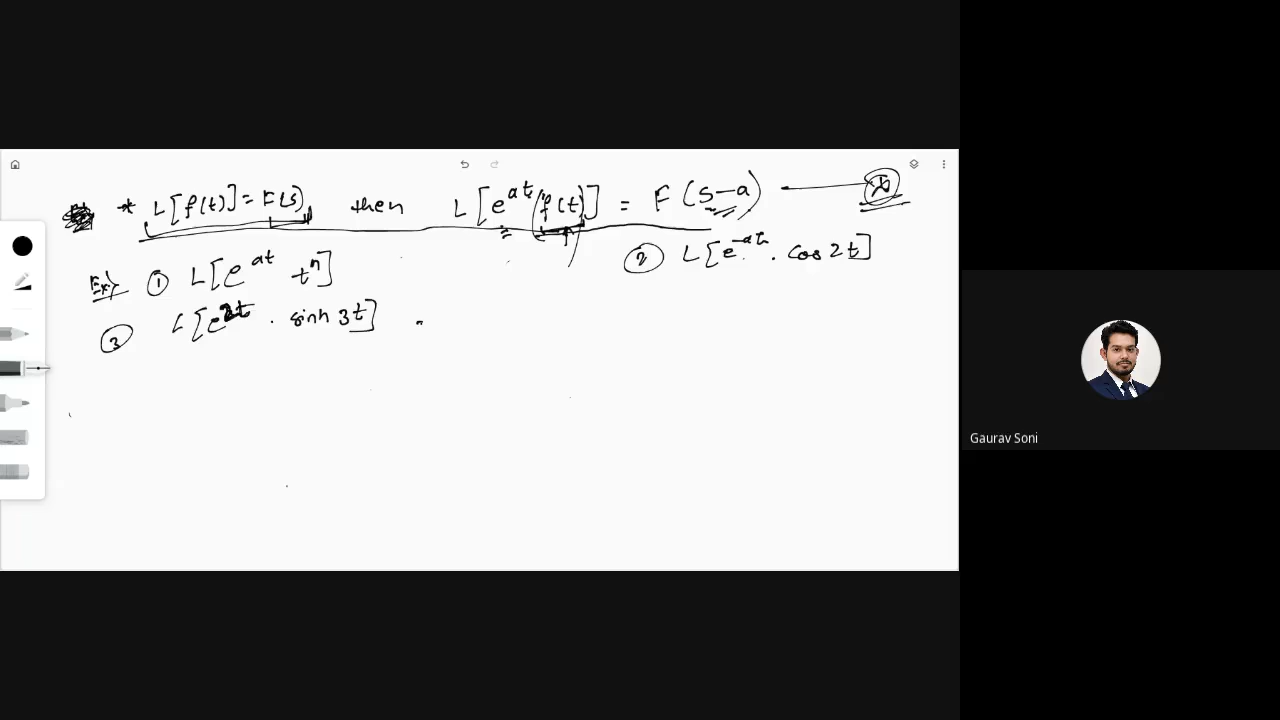 * L[f(t)] = F(s) then L[e^at f(t)] = F(s-a)
Ex> ① L[e^at t^n] ② L[e^-at . cos 2t]
③ L[e^2t . sinh 3t]
Gaurav Soni